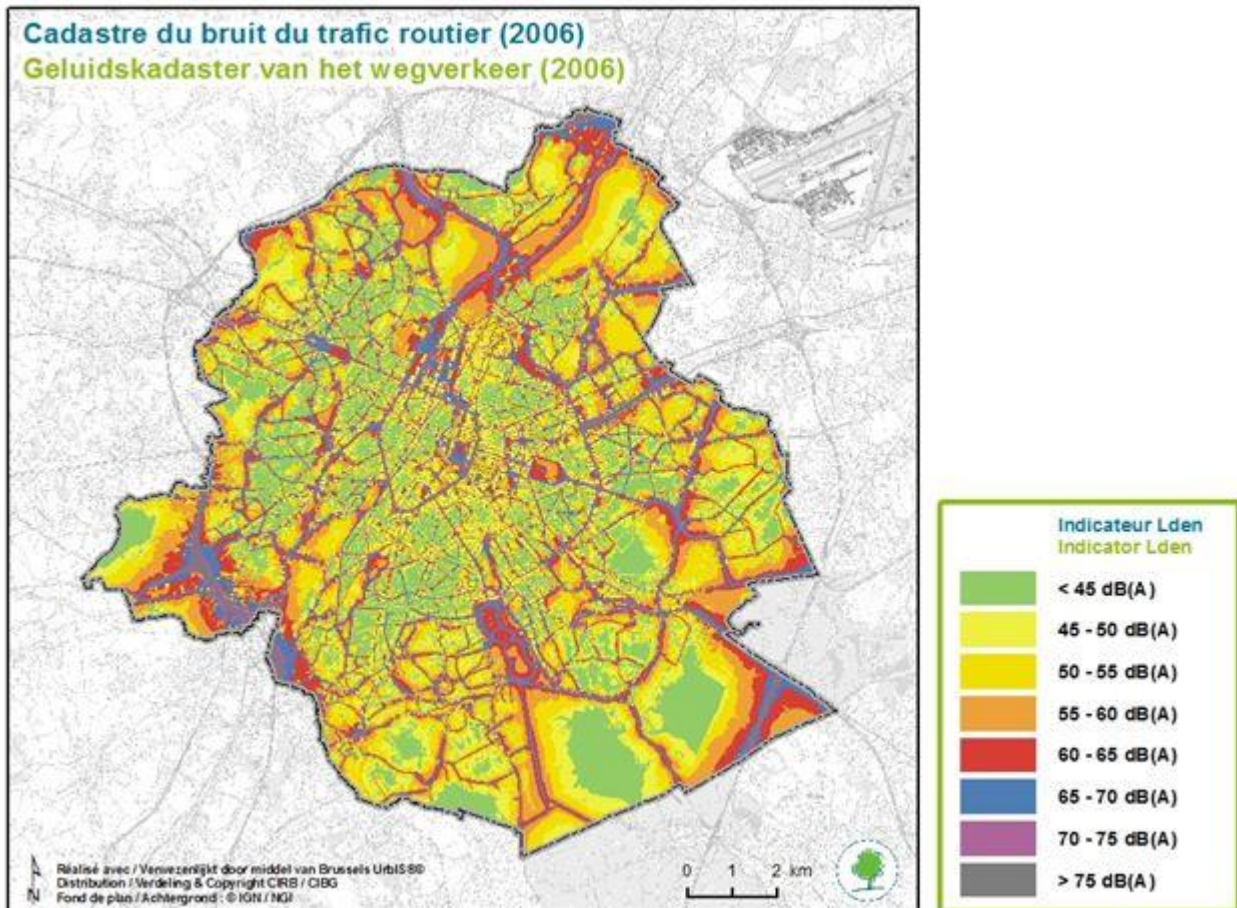 Cadastre du bruit du trafic routier (2006)
Geluidskadaster van het wegverkeer (2006)
Indicateur Lden
Indicator Lden
< 45 dB(A)
45 - 50 dB(A)
50 - 55 dB(A)
55 - 60 dB(A)
60 - 65 dB(A)
65 - 70 dB(A)
70 - 75 dB(A)
> 75 dB(A)
N
Réalisé avec / Verwezenlijkt door middel van Brussels UrbIS®©
Distribution / Verdeling & Copyright CIRB / CIBG
Fond de plan / Achtergrond : © IGN / NGI
0 1 2 km